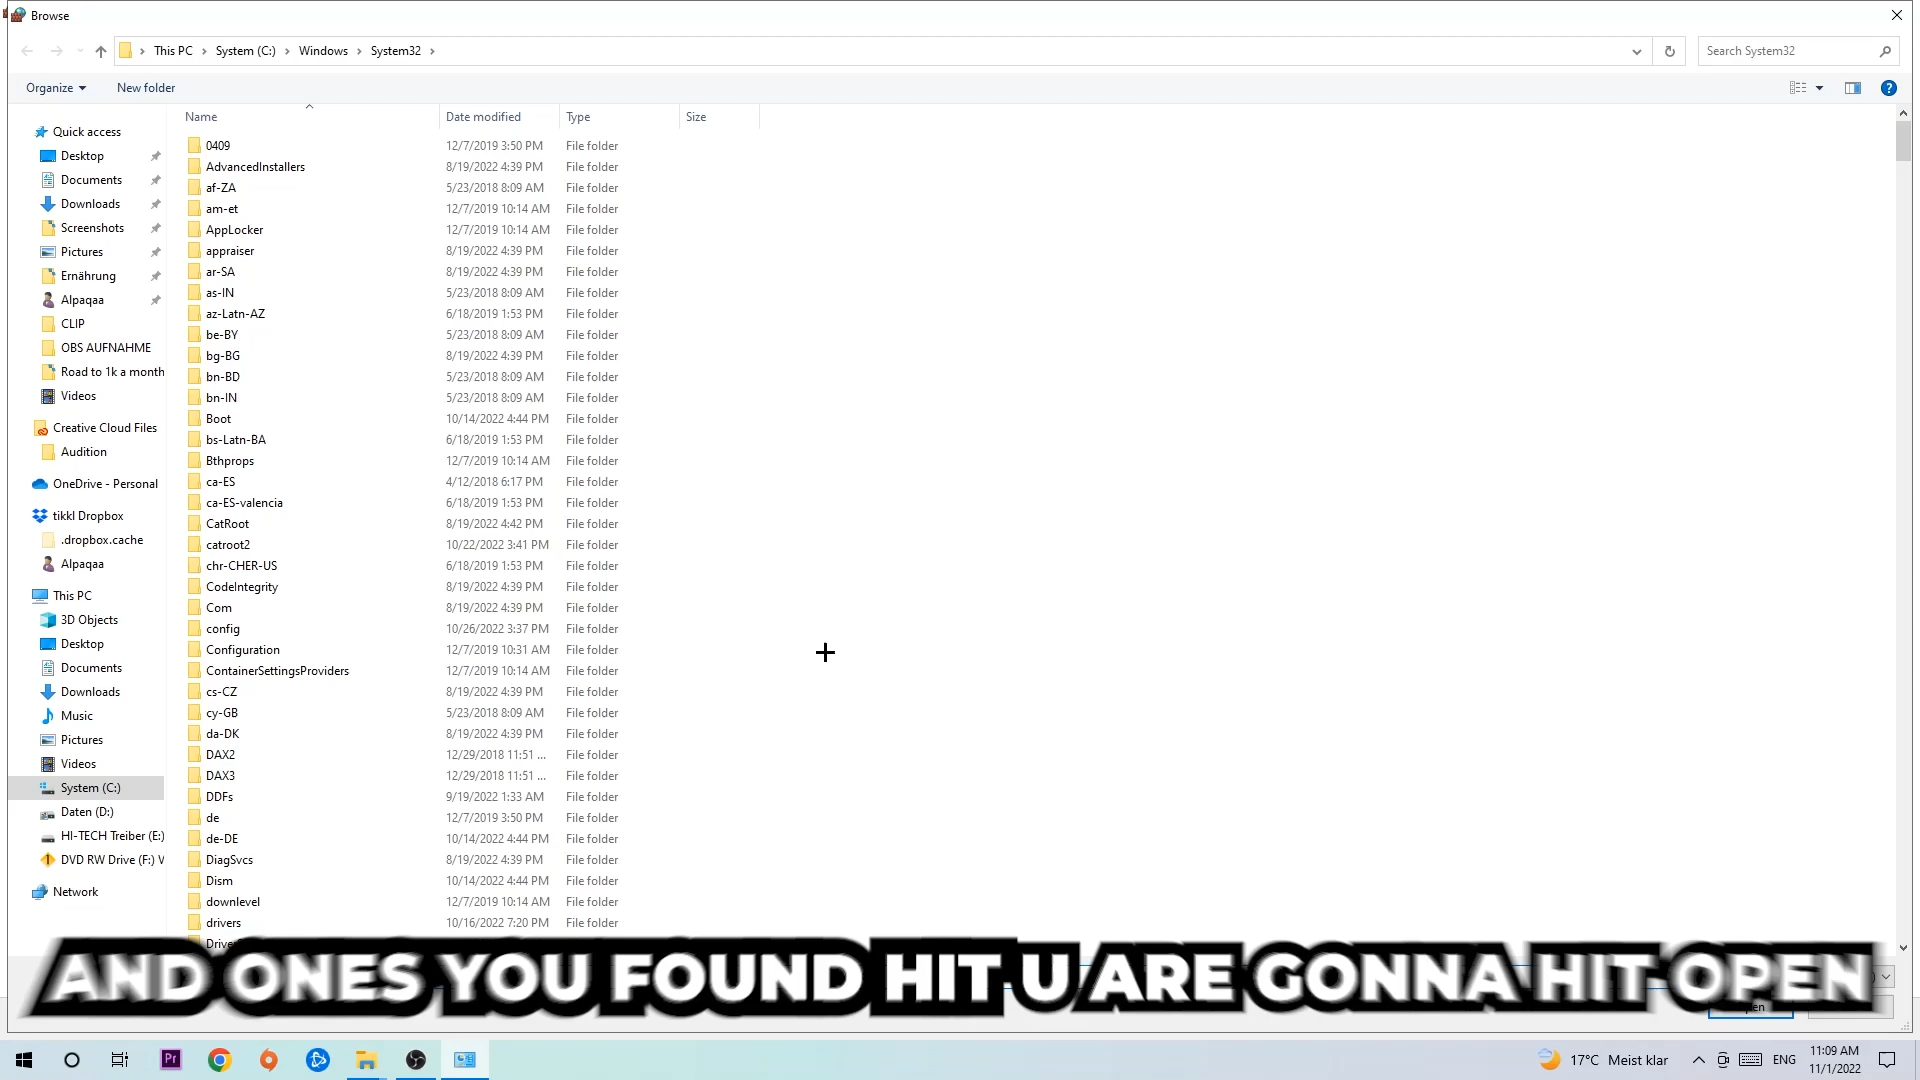 Browse
This PC > System (C:) > Windows > System32 >
Search System32
Organize
New folder
Name
Date modified
Type
Size
Quick access
Desktop
Documents
Downloads
Screenshots
Pictures
Ernährung
Alpaqaa
CLIP
OBS AUFNAHME
Road to 1k a month
Videos
Creative Cloud Files
Audition
OneDrive - Personal
tikkl Dropbox
.dropbox.cache
Alpaqaa
This PC
3D Objects
Desktop
Documents
Downloads
Music
Pictures
Videos
System (C:)
Daten (D:)
HI-TECH Treiber (E:)
DVD RW Drive (F:) V
Network
0409 12/7/2019 3:50 PM File folder
AdvancedInstallers 8/19/2022 4:39 PM File folder
af-ZA 5/23/2018 8:09 AM File folder
am-et 12/7/2019 10:14 AM File folder
AppLocker 12/7/2019 10:14 AM File folder
appraiser 8/19/2022 4:39 PM File folder
ar-SA 8/19/2022 4:39 PM File folder
as-IN 5/23/2018 8:09 AM File folder
az-Latn-AZ 6/18/2019 1:53 PM File folder
be-BY 5/23/2018 8:09 AM File folder
bg-BG 8/19/2022 4:39 PM File folder
bn-BD 5/23/2018 8:09 AM File folder
bn-IN 5/23/2018 8:09 AM File folder
Boot 10/14/2022 4:44 PM File folder
bs-Latn-BA 6/18/2019 1:53 PM File folder
Bthprops 12/7/2019 10:14 AM File folder
ca-ES 4/12/2018 6:17 PM File folder
ca-ES-valencia 6/18/2019 1:53 PM File folder
CatRoot 8/19/2022 4:42 PM File folder
catroot2 10/22/2022 3:41 PM File folder
chr-CHER-US 6/18/2019 1:53 PM File folder
CodeIntegrity 8/19/2022 4:39 PM File folder
Com 8/19/2022 4:39 PM File folder
config 10/26/2022 3:37 PM File folder
Configuration 12/7/2019 10:31 AM File folder
ContainerSettingsProviders 12/7/2019 10:14 AM File folder
cs-CZ 8/19/2022 4:39 PM File folder
cy-GB 5/23/2018 8:09 AM File folder
da-DK 8/19/2022 4:39 PM File folder
DAX2 12/29/2018 11:51 ... File folder
DAX3 12/29/2018 11:51 ... File folder
DDFs 9/19/2022 1:33 AM File folder
de 12/7/2019 3:50 PM File folder
de-DE 10/14/2022 4:44 PM File folder
DiagSvcs 8/19/2022 4:39 PM File folder
Dism 10/14/2022 4:44 PM File folder
downlevel 12/7/2019 10:14 AM File folder
drivers 10/16/2022 7:20 PM File folder
AND ONES YOU FOUND HIT U ARE GONNA HIT OPEN
Pr
17°C Meist klar
ENG
11:09 AM
11/1/2022